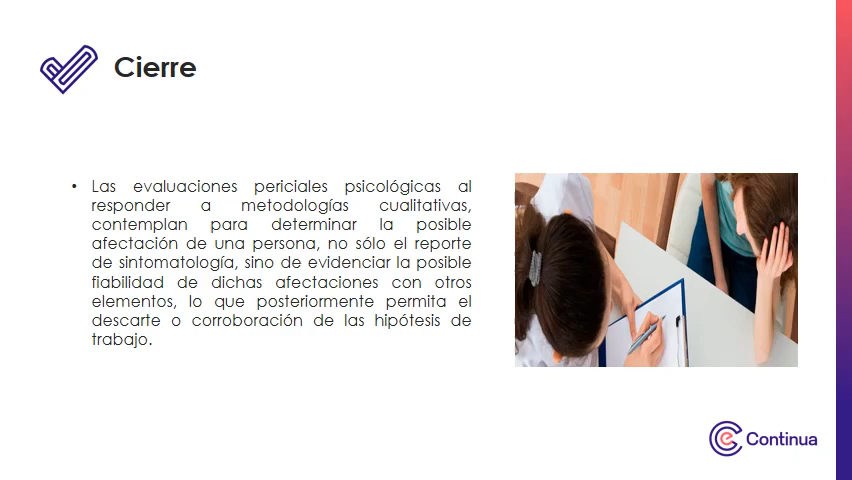 Cierre
• Las evaluaciones periciales psicológicas al
responder a metodologías cualitativas,
contemplan para determinar la posible
afectación de una persona, no sólo el reporte
de sintomatología, sino de evidenciar la posible
fiabilidad de dichas afectaciones con otros
elementos, lo que posteriormente permita el
descarte o corroboración de las hipótesis de
trabajo.
Continua